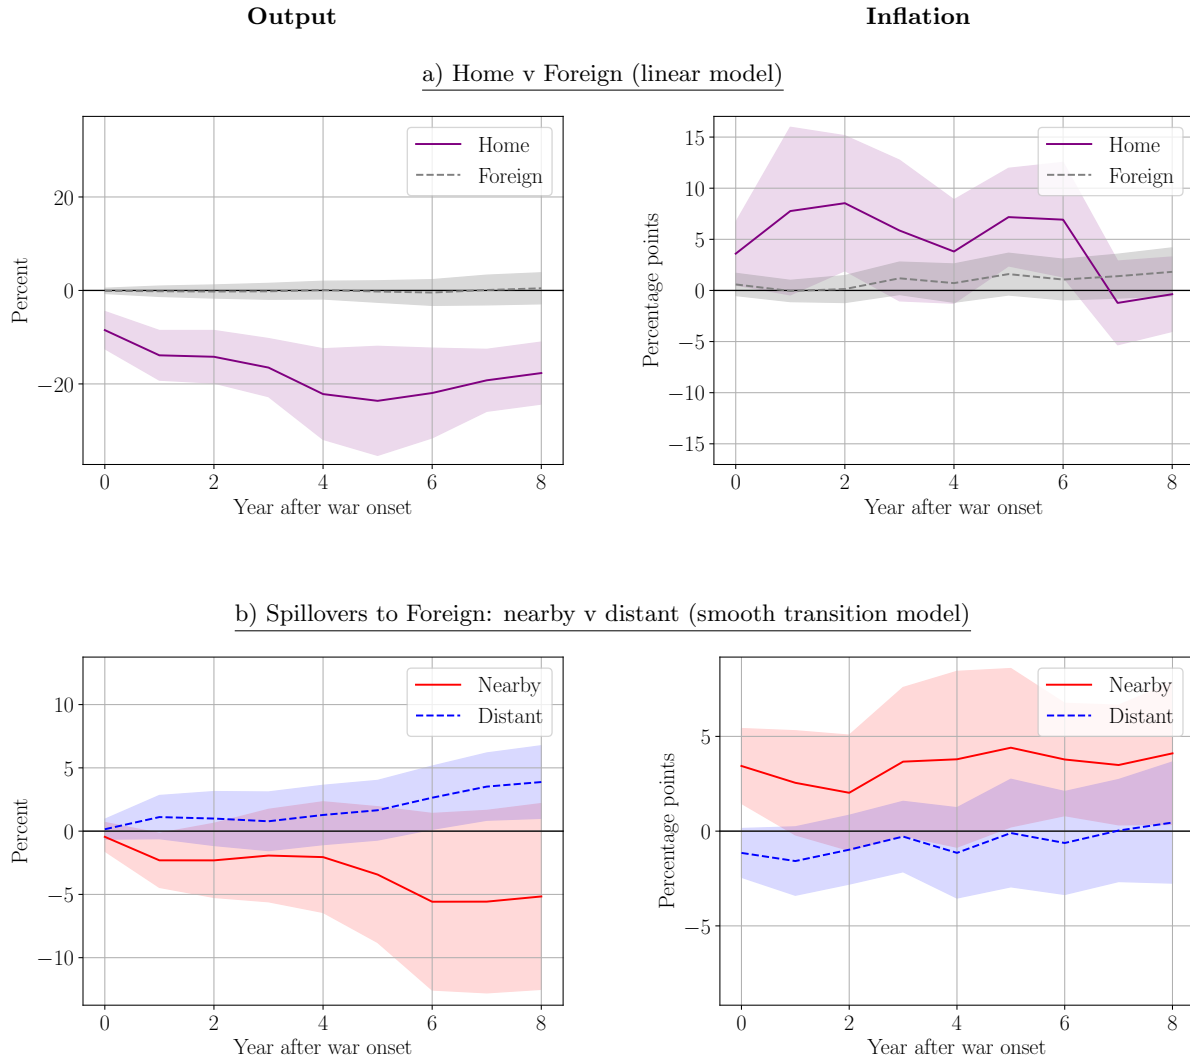 Output
Inflation
a) Home v Foreign (linear model)
Home
Foreign
20
0
−20
Percent
0 2 4 6 8
Year after war onset
Home
Foreign
15
10
5
0
−5
−10
−15
Percentage points
0 2 4 6 8
Year after war onset
b) Spillovers to Foreign: nearby v distant (smooth transition model)
Nearby
Distant
10
5
0
−5
−10
Percent
0 2 4 6 8
Year after war onset
Nearby
Distant
5
0
−5
Percentage points
0 2 4 6 8
Year after war onset